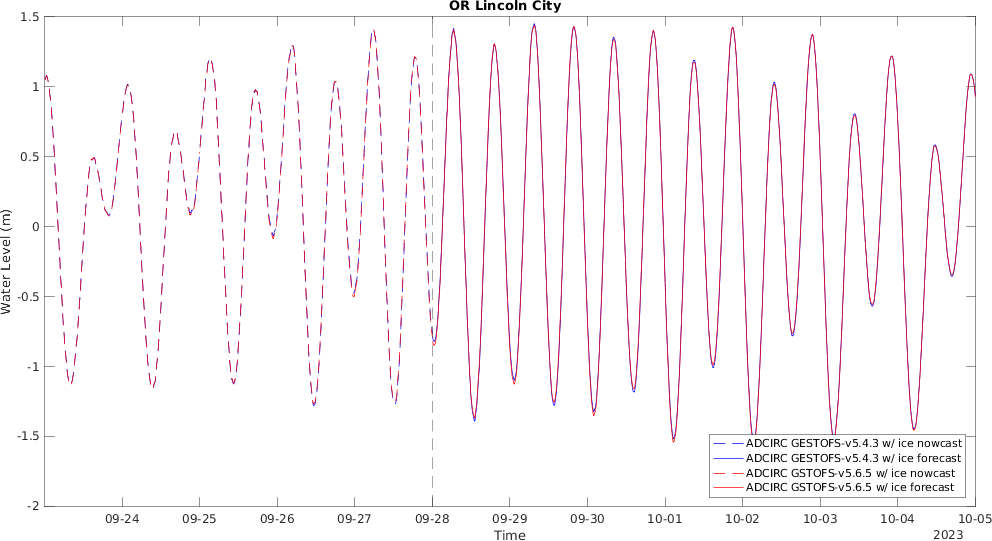 OR Lincoln City
1.5
1
0.5
0
-0.5
-1
-1.5
-2
Water Level (m)
09-24 09-25 09-26 09-27 09-28 09-29 09-30 10-01 10-02 10-03 10-04 10-05
Time
2023
ADCIRC GESTOFS-v5.4.3 w/ ice nowcast
ADCIRC GESTOFS-v5.4.3 w/ ice forecast
ADCIRC GSTOFS-v5.6.5 w/ ice nowcast
ADCIRC GSTOFS-v5.6.5 w/ ice forecast